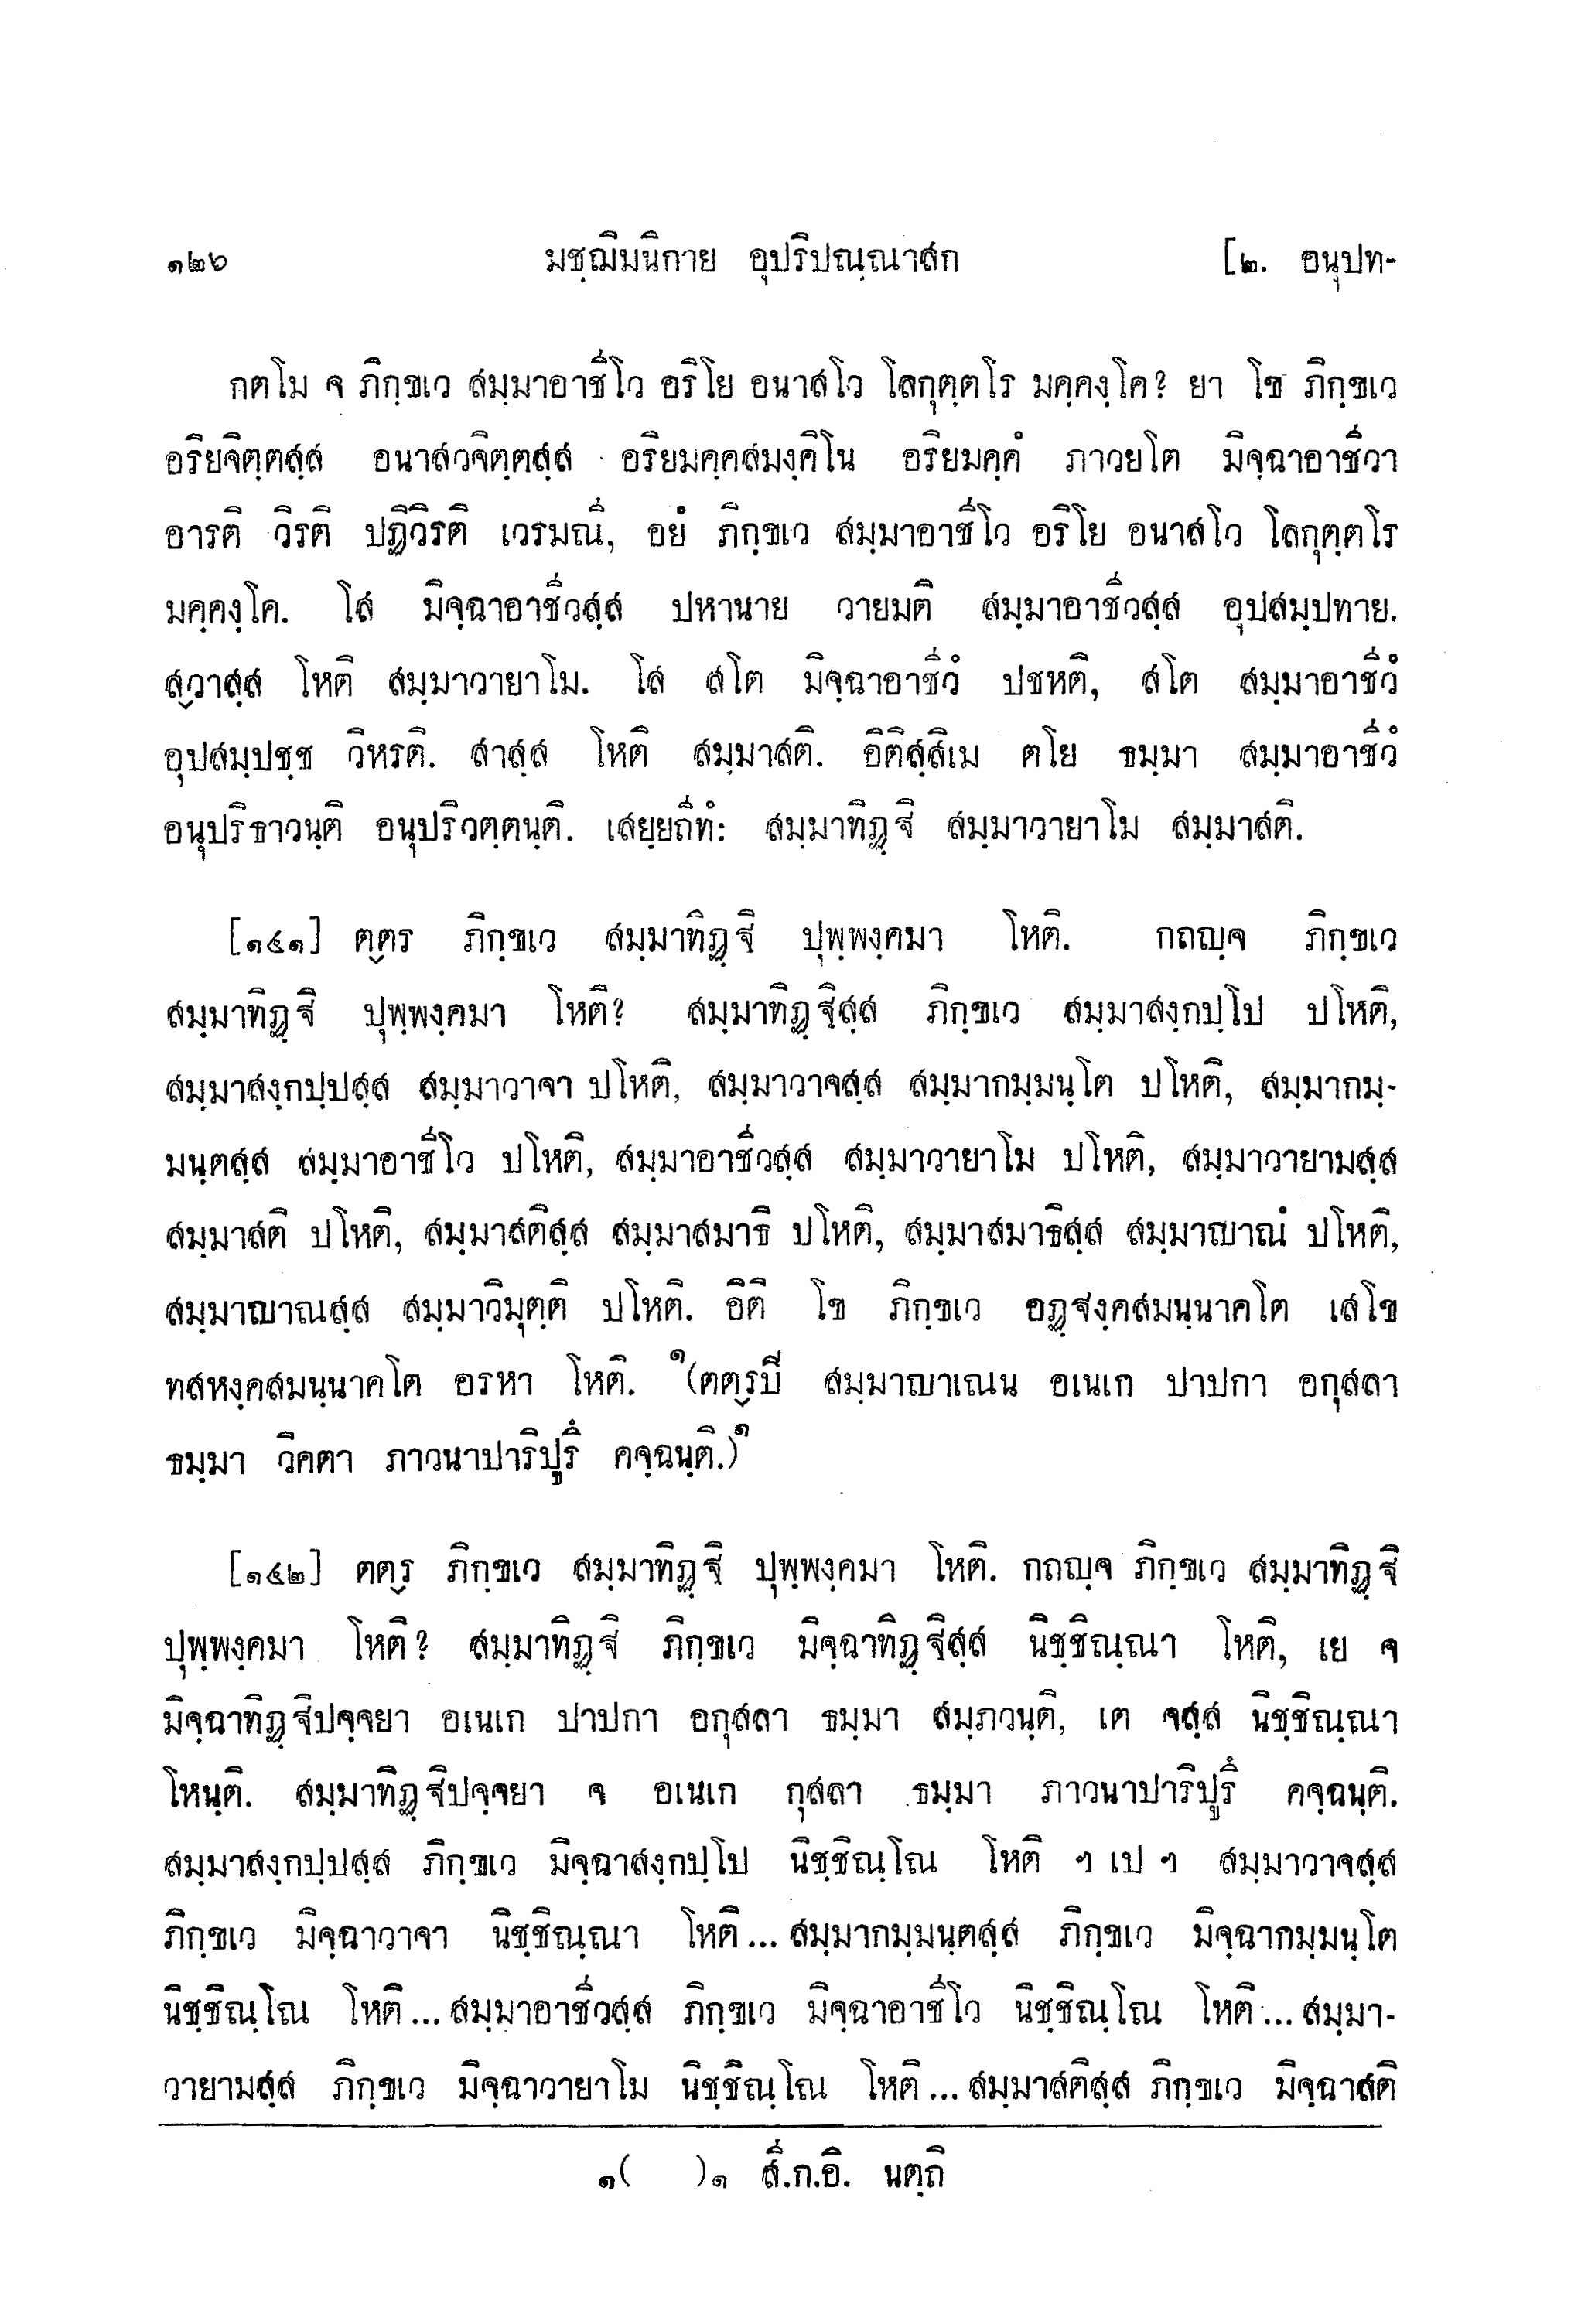 ๑๒๖ มชฺฌิมนิกาย อุปริปณฺณาสก [๒. อนุปท-
กตโม จ ภิกฺขเว สมฺมาอาชีโว อริโย อนาสโว โลกุตฺตโร มคฺคงฺโค? ยา โข ภิกฺขเว
อริยจิตฺตสฺส อนาสวจิตฺตสฺส อริยมคฺคสมงฺคิโน อริยมคฺคํ ภาวยโต มิจฺฉาอาชีวา
อารติ วิรติ ปฏิวิรติ เวรมณี, อยํ ภิกฺขเว สมฺมาอาชีโว อริโย อนาสโว โลกุตฺตโร
มคฺคงฺโค. โส มิจฺฉาอาชีวสฺส ปหานาย วายมติ สมฺมาอาชีวสฺส อุปสมฺปทาย.
สฺวาสฺส โหติ สมฺมาวายาโม. โส สโต มิจฺฉาอาชีวํ ปชหติ, สโต สมฺมาอาชีวํ
อุปสมฺปชฺช วิหรติ. สาสฺส โหติ สมฺมาสติ. อิติสฺสิเม ตโย ธมฺมา สมฺมาอาชีวํ
อนุปริธาวนฺติ อนุปริวตฺตนฺติ. เสยฺยถีทํ: สมฺมาทิฏฺฐิ สมฺมาวายาโม สมฺมาสติ.
[๑๔๑] ตตฺร ภิกฺขเว สมฺมาทิฏฺฐิ ปุพฺพงฺคมา โหติ. กถญฺจ ภิกฺขเว
สมฺมาทิฏฺฐิ ปุพฺพงฺคมา โหติ? สมฺมาทิฏฺฐิสฺส ภิกฺขเว สมฺมาสงฺกปฺโป ปโหติ,
สมฺมาสงฺกปฺปสฺส สมฺมาวาจา ปโหติ, สมฺมาวาจสฺส สมฺมากมฺมนฺโต ปโหติ, สมฺมากมฺ-
มนฺตสฺส สมฺมาอาชีโว ปโหติ, สมฺมาอาชีวสฺส สมฺมาวายาโม ปโหติ, สมฺมาวายามสฺส
สมฺมาสติ ปโหติ, สมฺมาสติสฺส สมฺมาสมาธิ ปโหติ, สมฺมาสมาธิสฺส สมฺมาญาณํ ปโหติ,
สมฺมาญาณสฺส สมฺมาวิมุตฺติ ปโหติ. อิติ โข ภิกฺขเว อฏฺฐงฺคสมนฺนาคโต เสโข
ทสหงฺคสมนฺนาคโต อรหา โหติ. ๑(ตตฺรปิ สมฺมาญาเณน อเนเก ปาปกา อกุสลา
ธมฺมา วิคตา ภาวนาปาริปูรึ คจฺฉนฺติ.)๑
[๑๔๒] ตตฺร ภิกฺขเว สมฺมาทิฏฺฐิ ปุพฺพงฺคมา โหติ. กถญฺจ ภิกฺขเว สมฺมาทิฏฺฐิ
ปุพฺพงฺคมา โหติ? สมฺมาทิฏฺฐิ ภิกฺขเว มิจฺฉาทิฏฺฐิสฺส นิชฺชิณฺณา โหติ, เย จ
มิจฺฉาทิฏฺฐิปจฺจยา อเนเก ปาปกา อกุสลา ธมฺมา สมฺภวนฺติ, เต จสฺส นิชฺชิณฺณา
โหนฺติ. สมฺมาทิฏฺฐิปจฺจยา จ อเนเก กุสลา ธมฺมา ภาวนาปาริปูรึ คจฺฉนฺติ.
สมฺมาสงฺกปฺปสฺส ภิกฺขเว มิจฺฉาสงฺกปฺโป นิชฺชิณฺโณ โหติ ฯ เป ฯ สมฺมาวาจสฺส
ภิกฺขเว มิจฺฉาวาจา นิชฺชิณฺณา โหติ...สมฺมากมฺมนฺตสฺส ภิกฺขเว มิจฺฉากมฺมนฺโต
นิชฺชิณฺโณ โหติ...สมฺมาอาชีวสฺส ภิกฺขเว มิจฺฉาอาชีโว นิชฺชิณฺโณ โหติ...สมฺมา-
วายามสฺส ภิกฺขเว มิจฺฉาวายาโม นิชฺชิณฺโณ โหติ...สมฺมาสติสฺส ภิกฺขเว มิจฺฉาสติ
๑( )๑ สี.ก.อิ. นตฺถิ